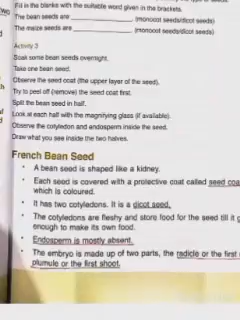 Fill in the blanks with the suitable word given in the brackets.
The bean seeds are ____________ (monocot seeds/dicot seeds)
The maize seeds are ____________ (monocot seeds/dicot seeds)
Activity 3
Soak some bean seeds overnight.
Take one bean seed.
Observe the seed coat (the upper layer of the seed).
Try to peel off (remove) the seed coat first.
Split the bean seed in half.
Look at each half with the magnifying glass (if available).
Observe the cotyledon and endosperm inside the seed.
Draw what you see inside the two halves.
French Bean Seed
• A bean seed is shaped like a kidney.
• Each seed is covered with a protective coat called seed coa
which is coloured.
• It has two cotyledons. It is a dicot seed.
• The cotyledons are fleshy and store food for the seed till it g
enough to make its own food.
• Endosperm is mostly absent.
• The embryo is made up of two parts, the radicle or the first
plumule or the first shoot.